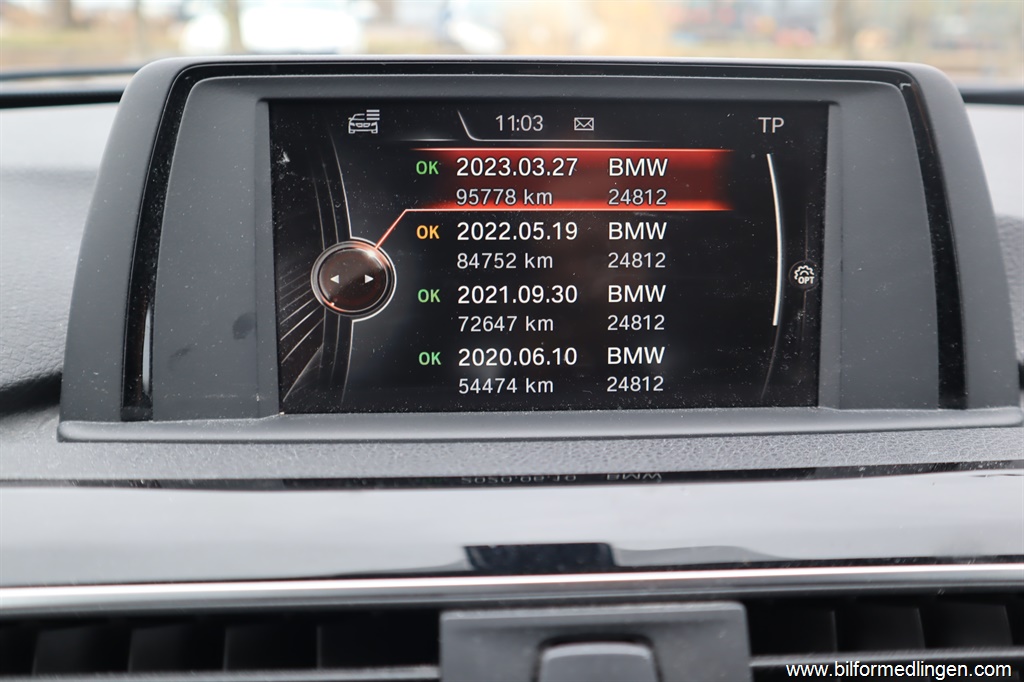 11:03 TP
OK 2023.03.27 BMW
95778 km 24812
OK 2022.05.19 BMW
84752 km 24812
OPT
OK 2021.09.30 BMW
72647 km 24812
OK 2020.06.10 BMW
54474 km 24812
www.bilformedlingen.com